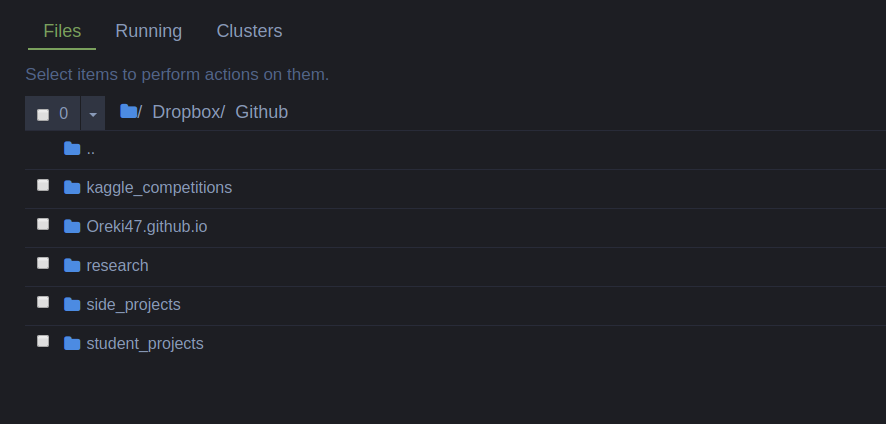 Files Running Clusters
Select items to perform actions on them.
0 / Dropbox/ Github
..
kaggle_competitions
Oreki47.github.io
research
side_projects
student_projects